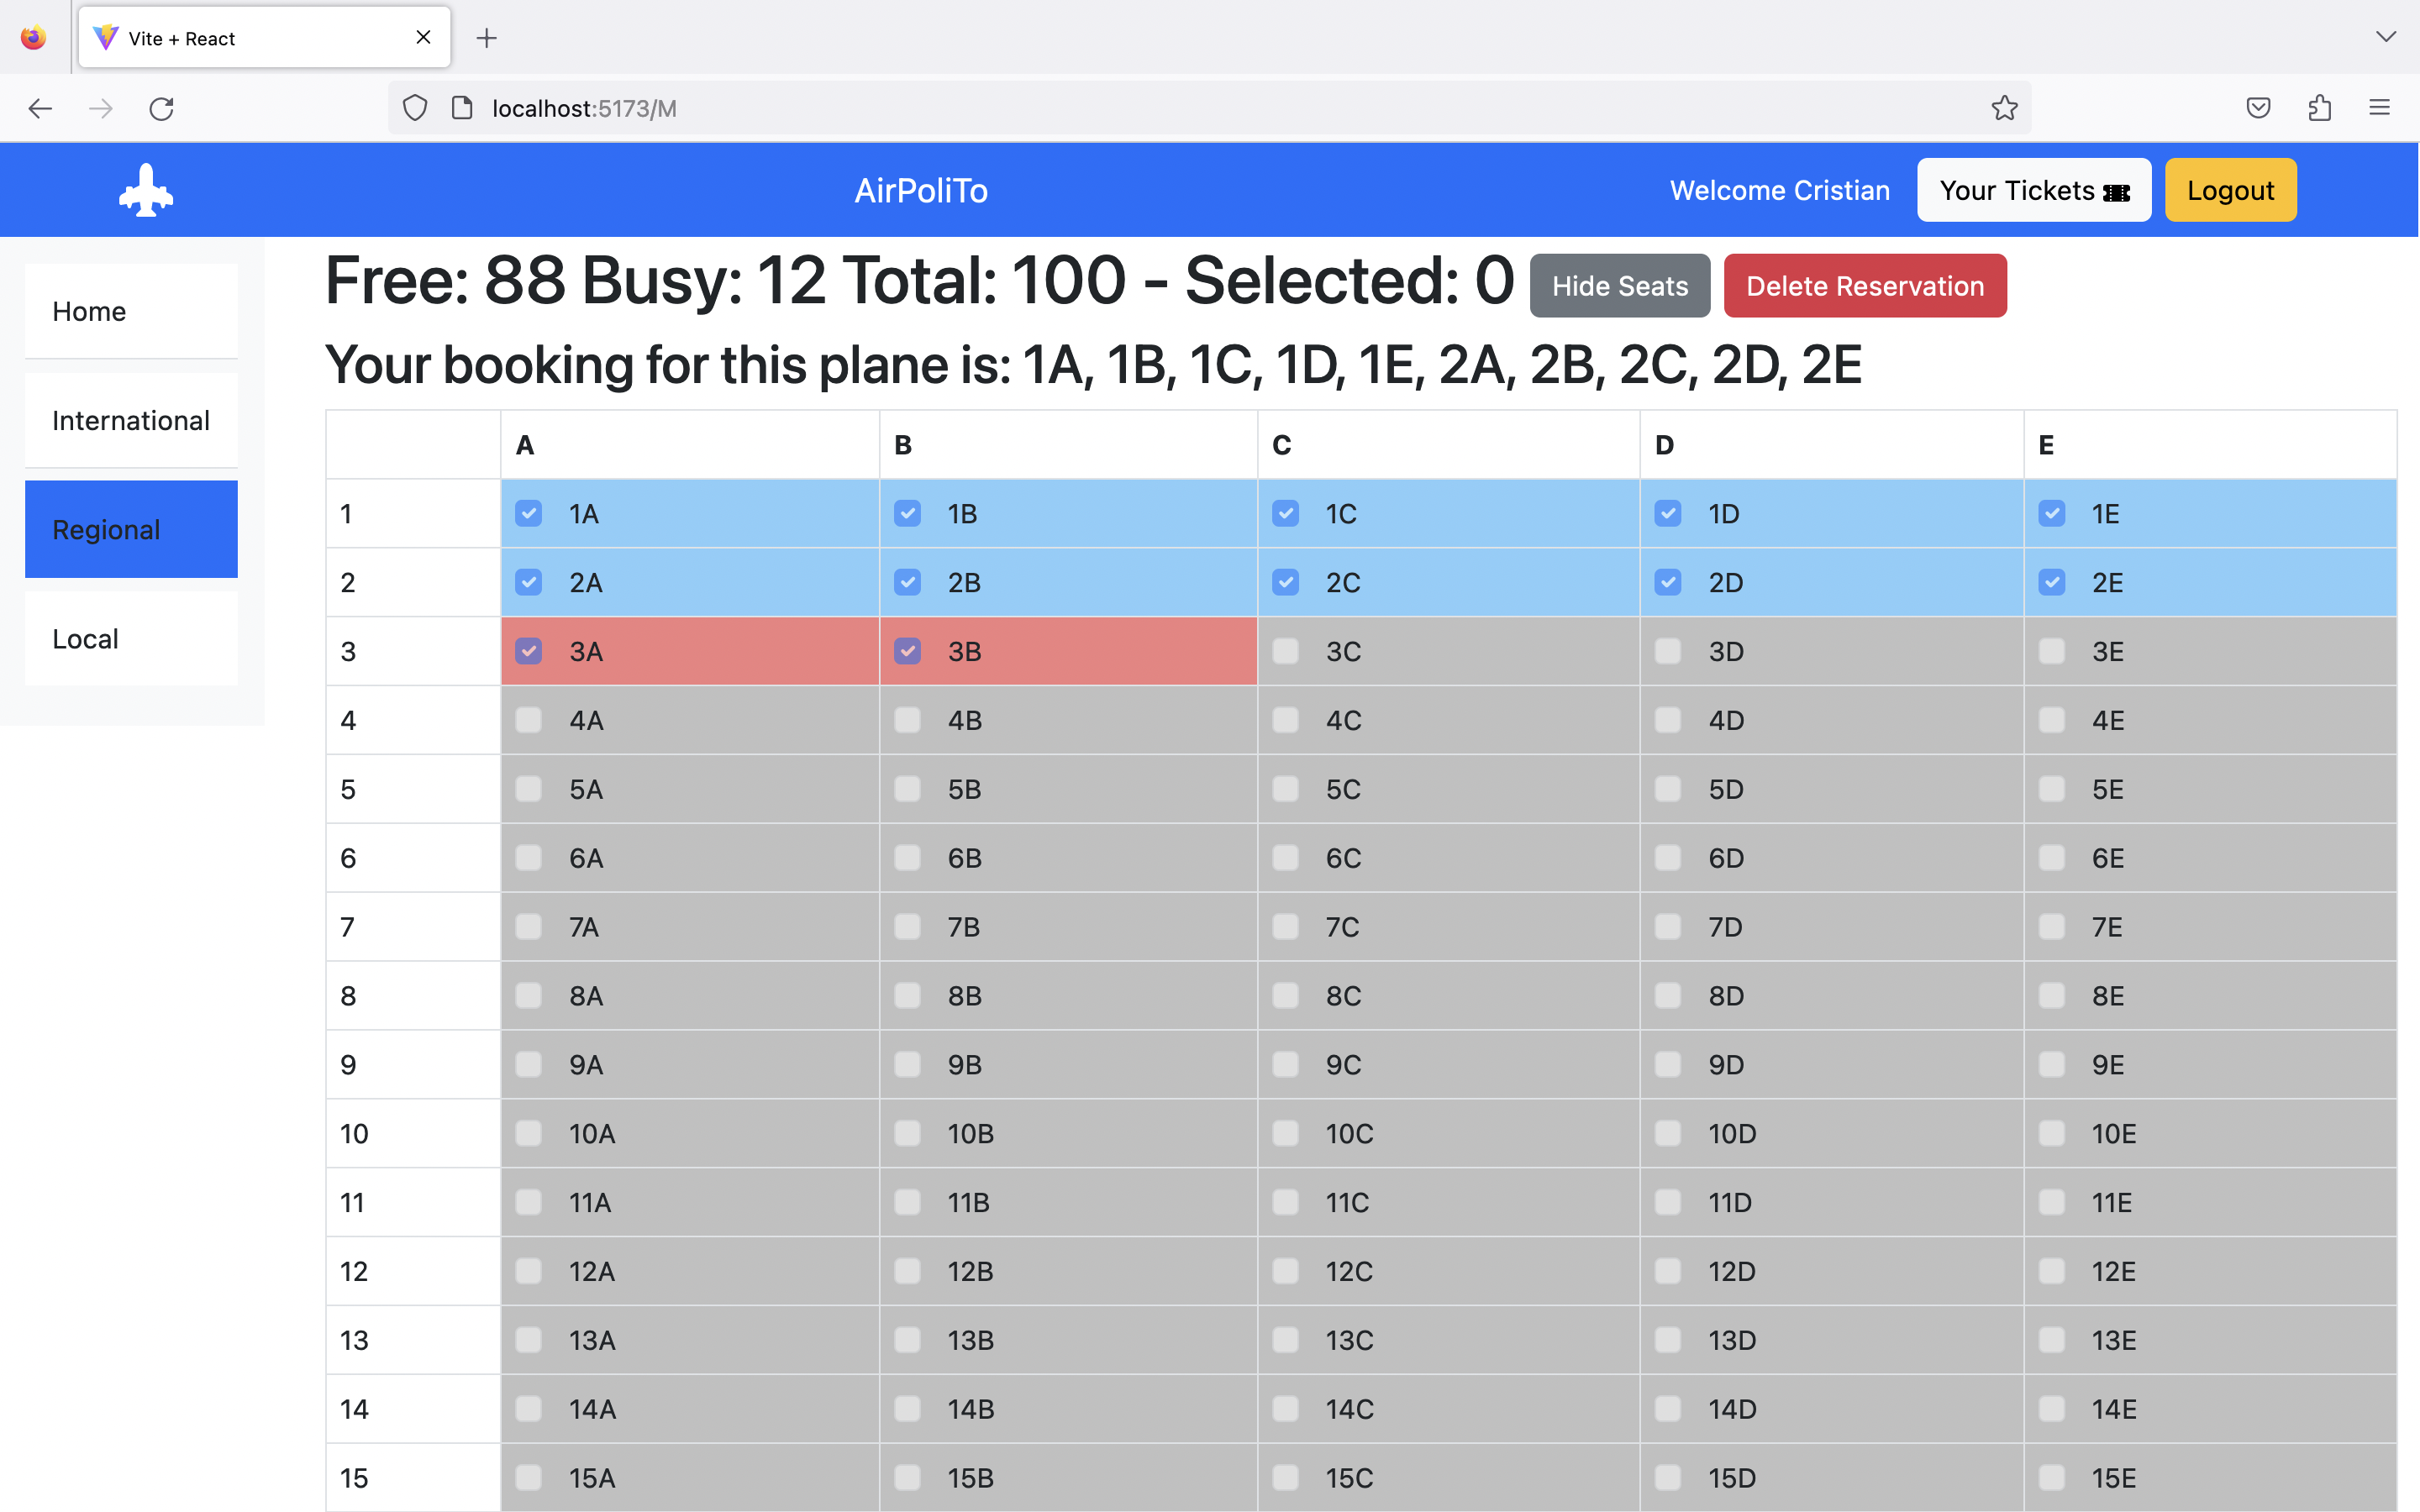 Vite + React
localhost:5173/M
AirPoliTo
Welcome Cristian
Your Tickets
Logout
Home
International
Regional
Local
Free: 88 Busy: 12 Total: 100 - Selected: 0
Hide Seats
Delete Reservation
Your booking for this plane is: 1A, 1B, 1C, 1D, 1E, 2A, 2B, 2C, 2D, 2E
A B C D E
1 1A 1B 1C 1D 1E
2 2A 2B 2C 2D 2E
3 3A 3B 3C 3D 3E
4 4A 4B 4C 4D 4E
5 5A 5B 5C 5D 5E
6 6A 6B 6C 6D 6E
7 7A 7B 7C 7D 7E
8 8A 8B 8C 8D 8E
9 9A 9B 9C 9D 9E
10 10A 10B 10C 10D 10E
11 11A 11B 11C 11D 11E
12 12A 12B 12C 12D 12E
13 13A 13B 13C 13D 13E
14 14A 14B 14C 14D 14E
15 15A 15B 15C 15D 15E